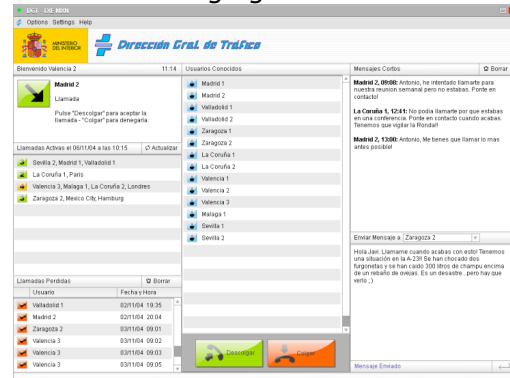 DGT - DIEMRN
Options Settings Help
MINISTERIO
DEL INTERIOR
Dirección Gral. de Tráfico
Bienvenido Valencia 2 11:14
Madrid 2
Llamada
Pulse "Descolgar" para aceptar la
llamada - "Colgar" para denegarla.
Llamadas Activas el 06/11/04 a las 10:15 Actualizar
Sevilla 2, Madrid 1, Valladolid 1
La Coruña 1, Paris
Valencia 3, Malaga 1, La Coruña 2, Londres
Zaragoza 2, Mexico City, Hamburg
Llamadas Perdidas Borrar
Usuario Fecha y Hora
Valladolid 1 02/11/04 19:35
Madrid 2 02/11/04 20:04
Zaragoza 2 03/11/04 09:01
Valencia 3 03/11/04 09:02
Valencia 3 03/11/04 09:03
Valencia 3 03/11/04 09:05
Usuarios Conocidos
Madrid 1
Madrid 2
Valladolid 1
Valladolid 2
Zaragoza 1
Zaragoza 2
La Coruña 1
La Coruña 2
Valencia 1
Valencia 2
Valencia 3
Malaga 1
Sevilla 1
Sevilla 2
Descolgar
Colgar
Mensajes Cortos Borrar
Madrid 2, 09:08: Antonio, he intentado llamarte para
nuestra reunion semanal pero no estabas. Ponte en
contacto!
La Coruña 1, 12:41: No podia llamarte por que estabas
en una conferencia. Ponte en contacto cuando acabas.
Tenemos que vigilar la Ronda!!
Madrid 2, 13:00: Antonio, Me tienes que llamar lo mas
antes posible!
Enviar Mensaje a Zaragoza 2
Hola Javi. Llamame cuando acabas con esto! Tenemos
una situación en la A-23!! Se han chocado dos
furgonetas y se han caido 300 litros de champu encima
de un rebaño de ovejas. Es un desastre.. pero hay que
verlo ;)
Mensaje Enviado